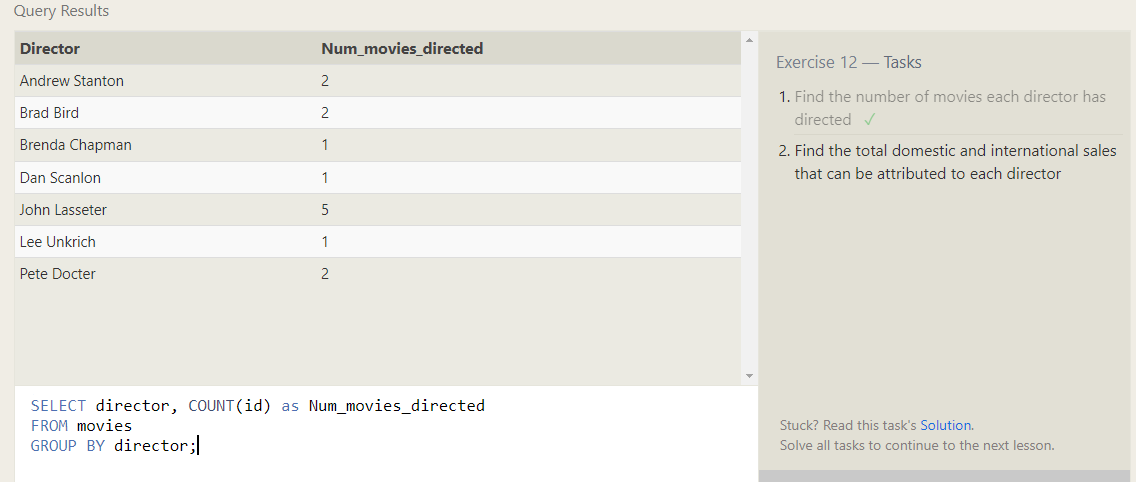 Query Results
Director Num_movies_directed
Andrew Stanton 2
Brad Bird 2
Brenda Chapman 1
Dan Scanlon 1
John Lasseter 5
Lee Unkrich 1
Pete Docter 2
SELECT director, COUNT(id) as Num_movies_directed
FROM movies
GROUP BY director;
Exercise 12 — Tasks
1. Find the number of movies each director has
directed ✓
2. Find the total domestic and international sales
that can be attributed to each director
Stuck? Read this task's Solution.
Solve all tasks to continue to the next lesson.